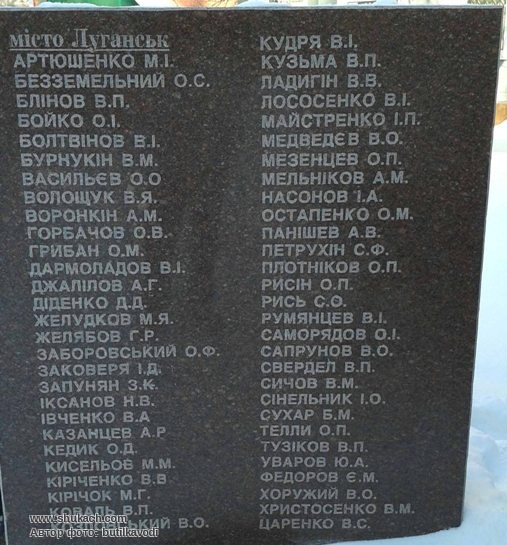 місто Луганськ
АРТЮШЕНКО М.І.
БЕЗЗЕМЕЛЬНИЙ О.С.
БЛІНОВ В.П.
БОЙКО О.І.
БОЛТВІНОВ В.І.
БУРНУКІН В.М.
ВАСИЛЬЄВ О.О
ВОЛОЩУК В.Я.
ВОРОНКІН А.М.
ГОРБАЧОВ О.В.
ГРИБАН О.М.
ДАРМОЛАДОВ В.І.
ДЖАЛІЛОВ А.Г.
ДІДЕНКО Д.Д.
ЖЕЛУДКОВ М.Я.
ЖЕЛЯБОВ Г.Р.
ЗАБОРОВСЬКИЙ О.Ф.
ЗАКОВЕРЯ І.Д.
ЗАПУНЯН З.К.
ІКСАНОВ Н.В.
ІВЧЕНКО В.А
КАЗАНЦЕВ А.Р
КЕДИК О.Д.
КИСЕЛЬОВ М.М.
КІРІЧЕНКО В.В
КІРІЧОК М.Г.
КОВАЛЬ В.П.
В.О.
КУДРЯ В.І.
КУЗЬМА В.П.
ЛАДИГІН В.В.
ЛОСОСЕНКО В.І.
МАЙСТРЕНКО І.П.
МЕДВЕДЄВ В.О.
МЕЗЕНЦЕВ О.П.
МЕЛЬНІКОВ А.М.
НАСОНОВ І.А.
ОСТАПЕНКО О.М.
ПАНІШЕВ А.В.
ПЕТРУХІН С.Ф.
ПЛОТНІКОВ О.П.
РИСІН О.П.
РИСЬ С.Ф.
РУМЯНЦЕВ В.І.
САМОРЯДОВ О.І.
САПРУНОВ В.О.
СВЕРДЕЛ В.П.
СИЧОВ В.М.
СІНЕЛЬНИК І.О.
СУХАР Б.М.
ТЕЛЛИ О.П.
ТУЗІКОВ В.П.
УВАРОВ Ю.А.
ФЕДОРОВ Є.М.
ХОРУЖИЙ В.О.
ХРИСТОСЕНКО В.М.
ЦАРЕНКО В.С.
www.shukach.com
Автор фото: butilkavodi